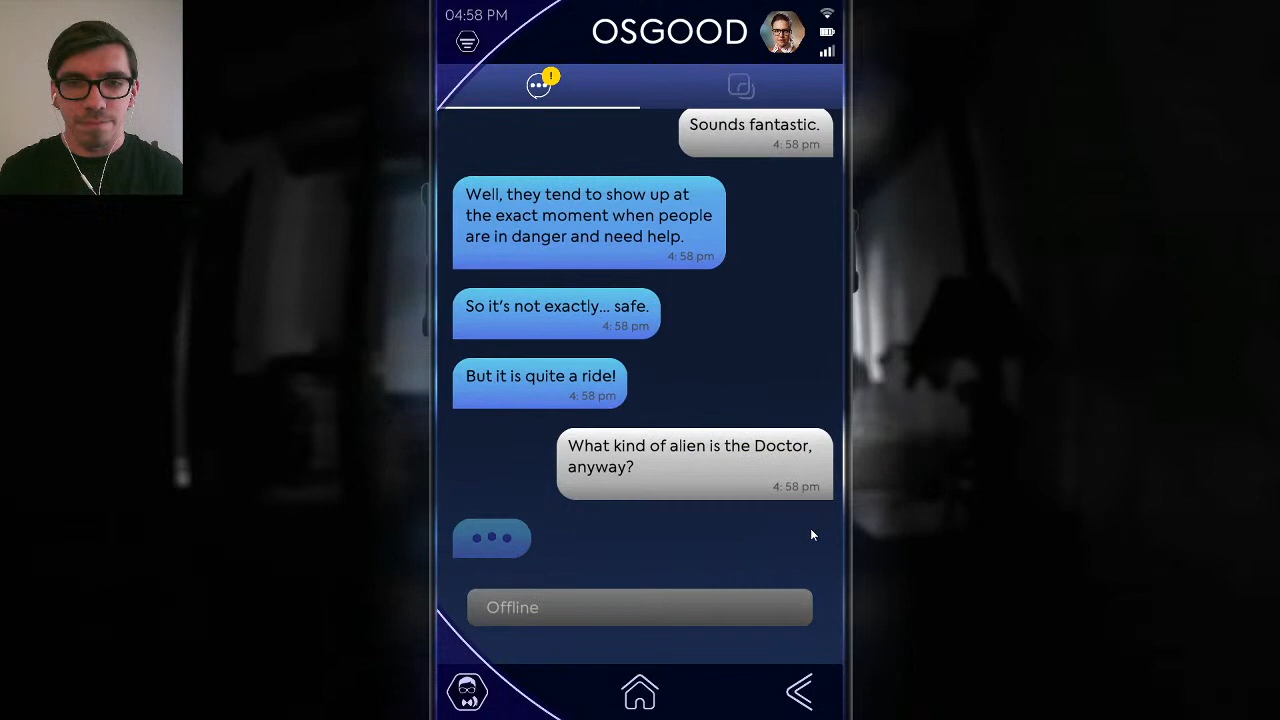 04:58 PM
OSGOOD
!
Sounds fantastic.
4: 58 pm
Well, they tend to show up at
the exact moment when people
are in danger and need help.
4: 58 pm
So it's not exactly... safe.
4: 58 pm
But it is quite a ride!
4: 58 pm
What kind of alien is the Doctor,
anyway?
4: 58 pm
Offline